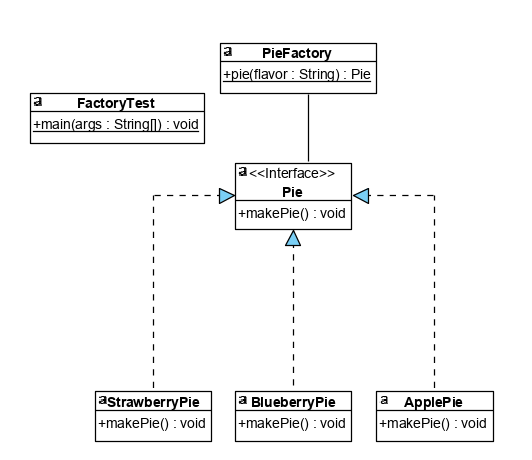 a PieFactory
+pie(flavor : String) : Pie
a FactoryTest
+main(args : String[]) : void
a <<Interface>>
Pie
+makePie() : void
a StrawberryPie
+makePie() : void
a BlueberryPie
+makePie() : void
a ApplePie
+makePie() : void